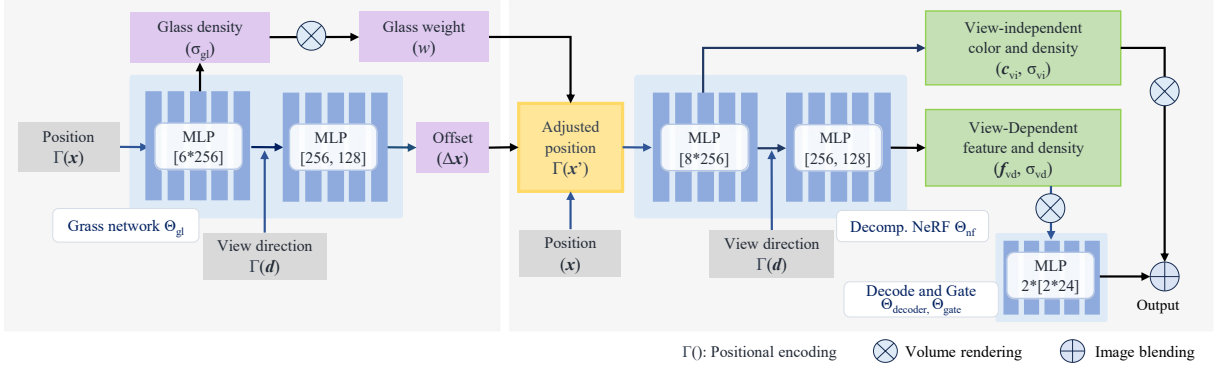 Glass density
(σgl)
Glass weight
(w)
Position
Γ(x)
MLP
[6*256]
MLP
[256, 128]
Offset
(Δx)
Grass network Θgl
View direction
Γ(d)
Adjusted
position
Γ(x’)
Position
(x)
MLP
[8*256]
MLP
[256, 128]
View direction
Γ(d)
Decomp. NeRF Θnf
View-independent
color and density
(cvi, σvi)
View-Dependent
feature and density
(fvd, σvd)
MLP
2*[2*24]
Decode and Gate
Θdecoder, Θgate
Output
Γ(): Positional encoding
Volume rendering
Image blending